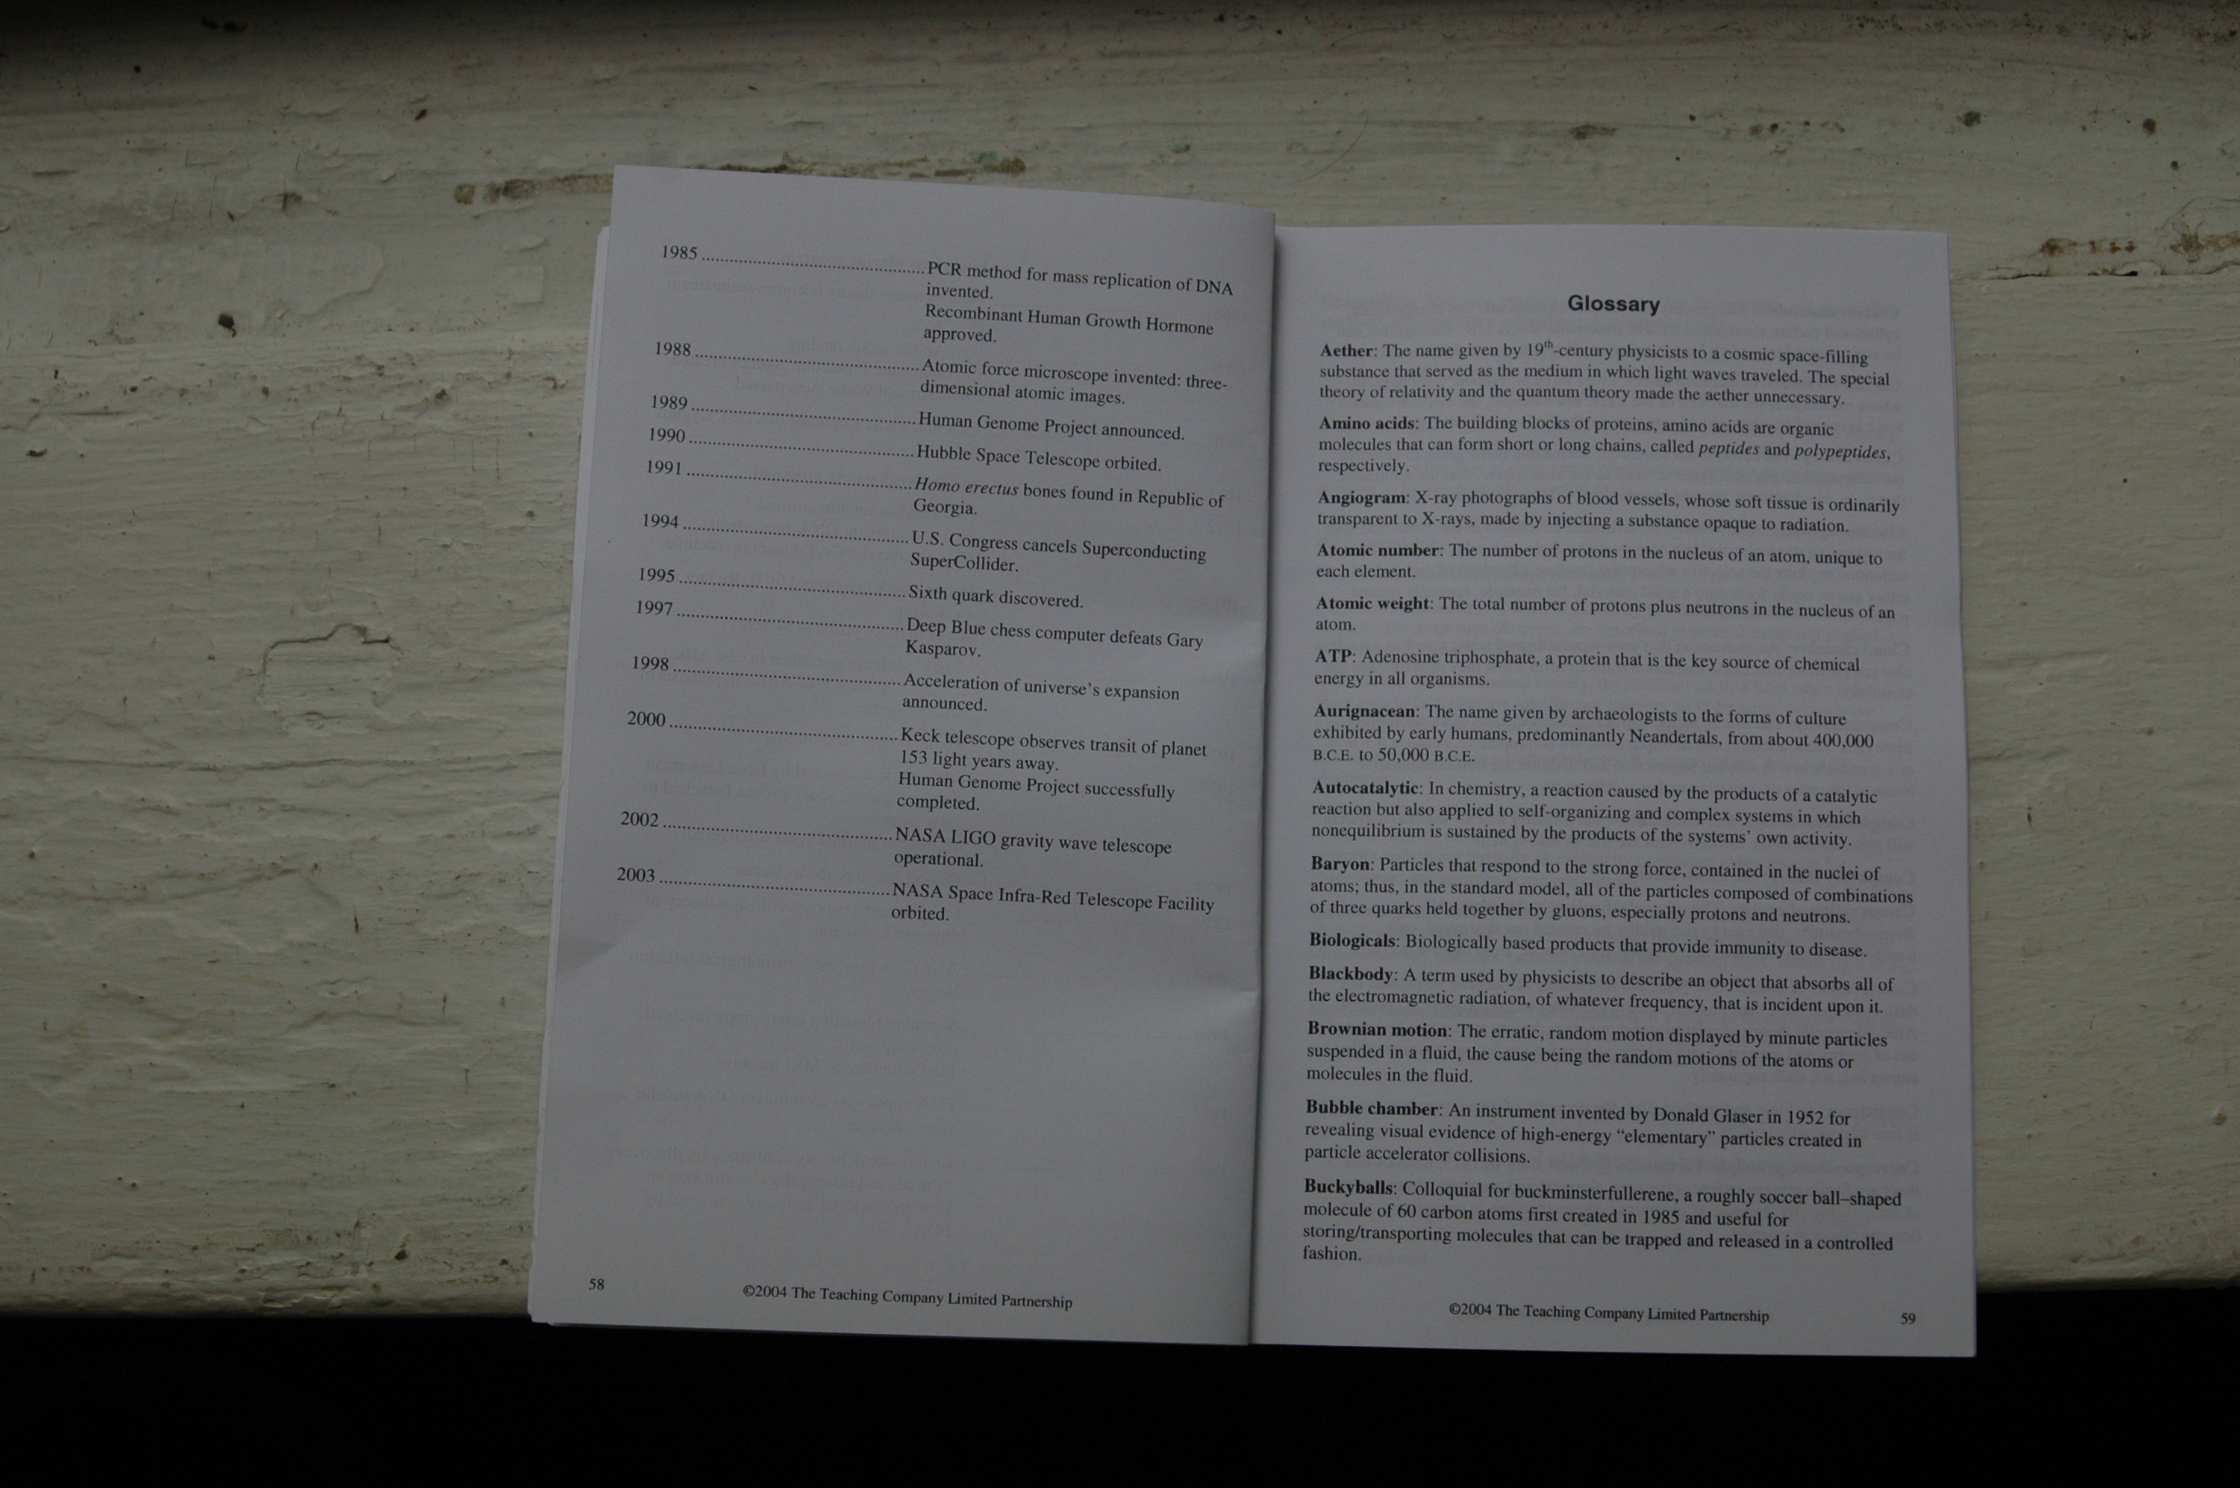 1985 ........................................ PCR method for mass replication of DNA
invented.
Recombinant Human Growth Hormone
approved.
1988 ........................................ Atomic force microscope invented: three-
dimensional atomic images.
1989 ........................................ Human Genome Project announced.
1990 ........................................ Hubble Space Telescope orbited.
1991 ........................................ Homo erectus bones found in Republic of
Georgia.
1994 ........................................ U.S. Congress cancels Superconducting
SuperCollider.
1995 ........................................ Sixth quark discovered.
1997 ........................................ Deep Blue chess computer defeats Gary
Kasparov.
1998 ........................................ Acceleration of universe's expansion
announced.
2000 ........................................ Keck telescope observes transit of planet
153 light years away.
Human Genome Project successfully
completed.
2002 ........................................ NASA LIGO gravity wave telescope
operational.
2003 ........................................ NASA Space Infra-Red Telescope Facility
orbited.
58
©2004 The Teaching Company Limited Partnership
Glossary
Aether: The name given by 19th-century physicists to a cosmic space-filling
substance that served as the medium in which light waves traveled. The special
theory of relativity and the quantum theory made the aether unnecessary.
Amino acids: The building blocks of proteins, amino acids are organic
molecules that can form short or long chains, called peptides and polypeptides,
respectively.
Angiogram: X-ray photographs of blood vessels, whose soft tissue is ordinarily
transparent to X-rays, made by injecting a substance opaque to radiation.
Atomic number: The number of protons in the nucleus of an atom, unique to
each element.
Atomic weight: The total number of protons plus neutrons in the nucleus of an
atom.
ATP: Adenosine triphosphate, a protein that is the key source of chemical
energy in all organisms.
Aurignacean: The name given by archaeologists to the forms of culture
exhibited by early humans, predominantly Neandertals, from about 400,000
B.C.E. to 50,000 B.C.E.
Autocatalytic: In chemistry, a reaction caused by the products of a catalytic
reaction but also applied to self-organizing and complex systems in which
nonequilibrium is sustained by the products of the systems' own activity.
Baryon: Particles that respond to the strong force, contained in the nuclei of
atoms; thus, in the standard model, all of the particles composed of combinations
of three quarks held together by gluons, especially protons and neutrons.
Biologicals: Biologically based products that provide immunity to disease.
Blackbody: A term used by physicists to describe an object that absorbs all of
the electromagnetic radiation, of whatever frequency, that is incident upon it.
Brownian motion: The erratic, random motion displayed by minute particles
suspended in a fluid, the cause being the random motions of the atoms or
molecules in the fluid.
Bubble chamber: An instrument invented by Donald Glaser in 1952 for
revealing visual evidence of high-energy "elementary" particles created in
particle accelerator collisions.
Buckyballs: Colloquial for buckminsterfullerene, a roughly soccer ball–shaped
molecule of 60 carbon atoms first created in 1985 and useful for
storing/transporting molecules that can be trapped and released in a controlled
fashion.
©2004 The Teaching Company Limited Partnership
59